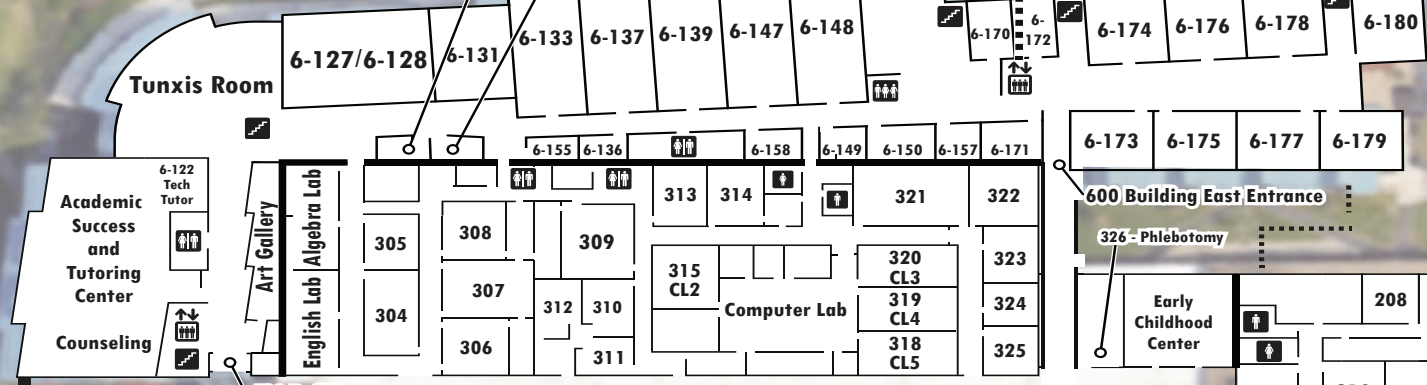 6-133
6-137
6-139
6-147
6-148
6-170
6-
172
6-174
6-176
6-178
6-180
6-127/6-128
6-131
Tunxis Room
6-155
6-136
6-158
6-149
6-150
6-157
6-171
6-173
6-175
6-177
6-179
6-122
Tech
Tutor
Academic
Success
and
Tutoring
Center
Counseling
Art Gallery
Algebra Lab
English Lab
305
304
308
307
306
309
312
310
311
313
314
315
CL2
Computer Lab
321
322
320
CL3
319
CL4
318
CL5
323
324
325
600 Building East Entrance
326 - Phlebotomy
Early
Childhood
Center
208